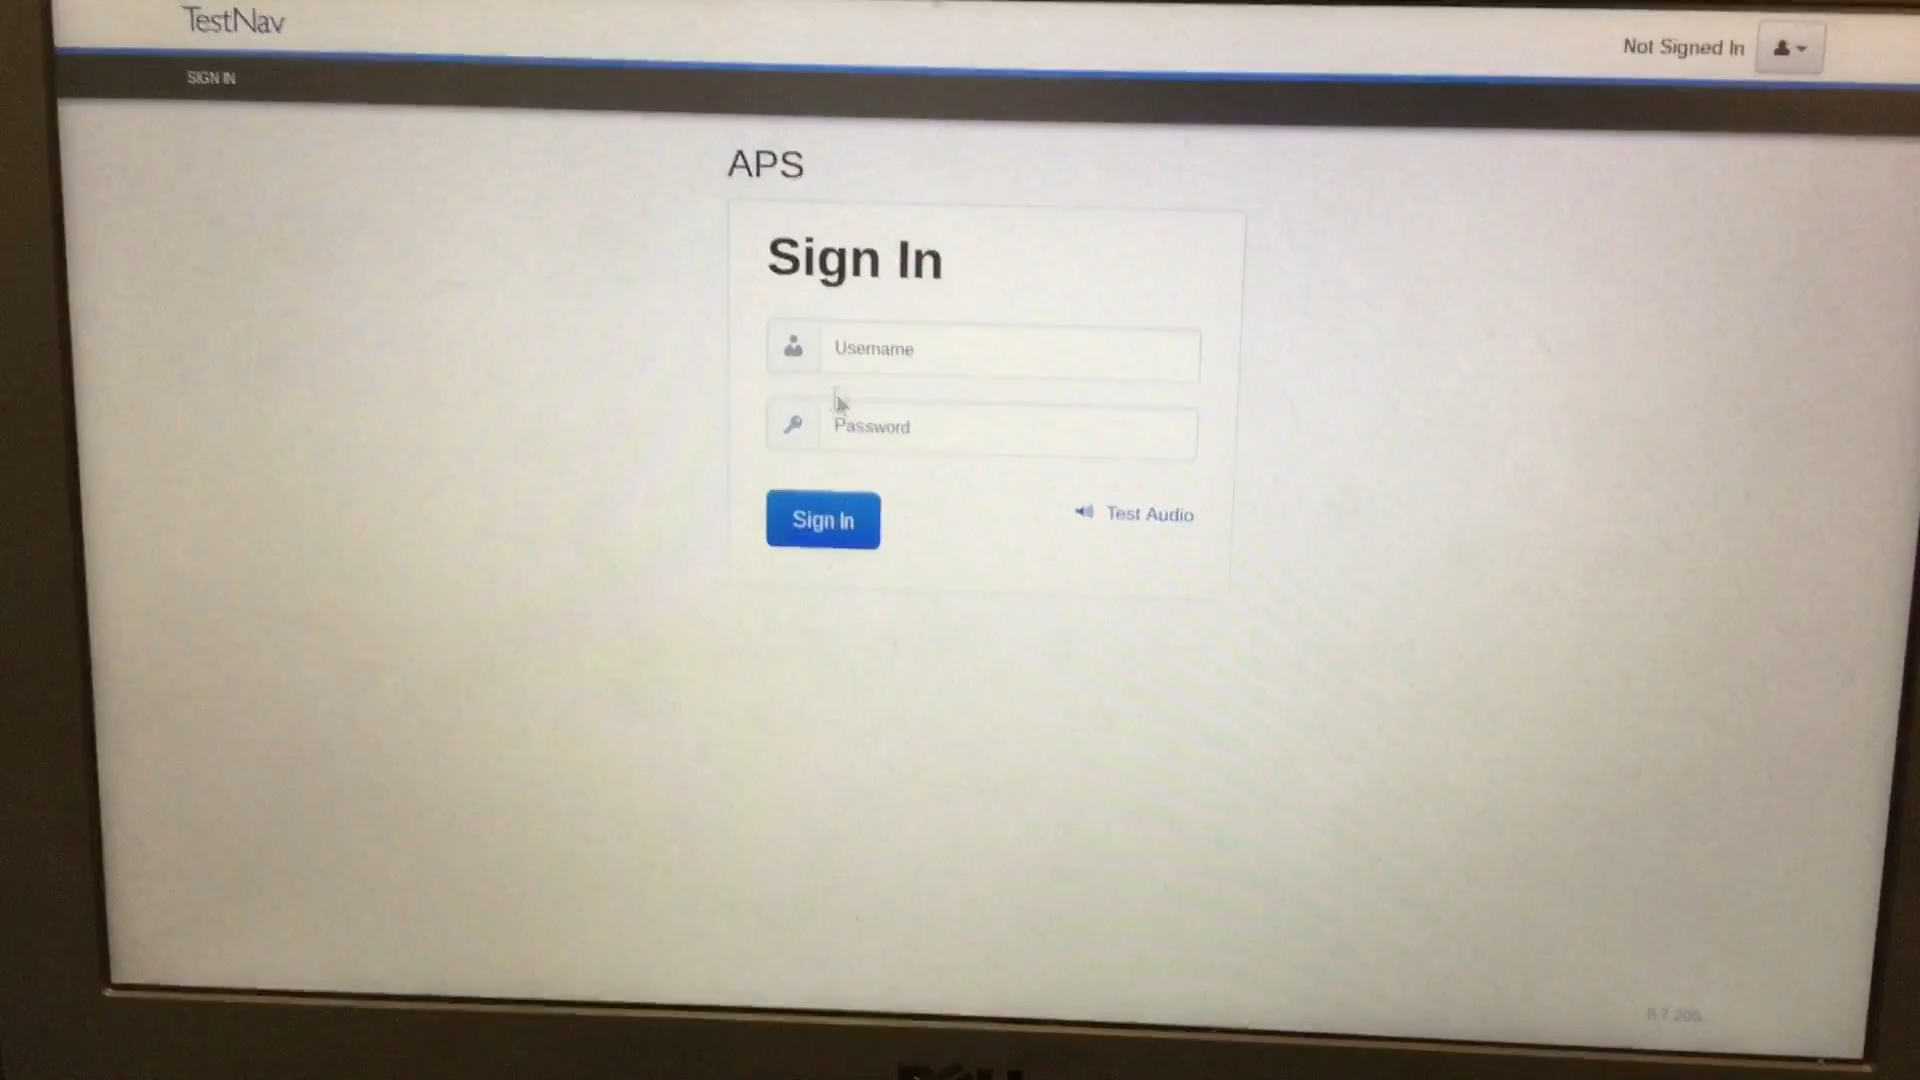 TestNav
Not Signed In
SIGN IN
APS
Sign In
Username
Password
Sign In
Test Audio